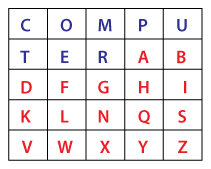 C O M P U
T E R A B
D F G H I
K L N Q S
V W X Y Z